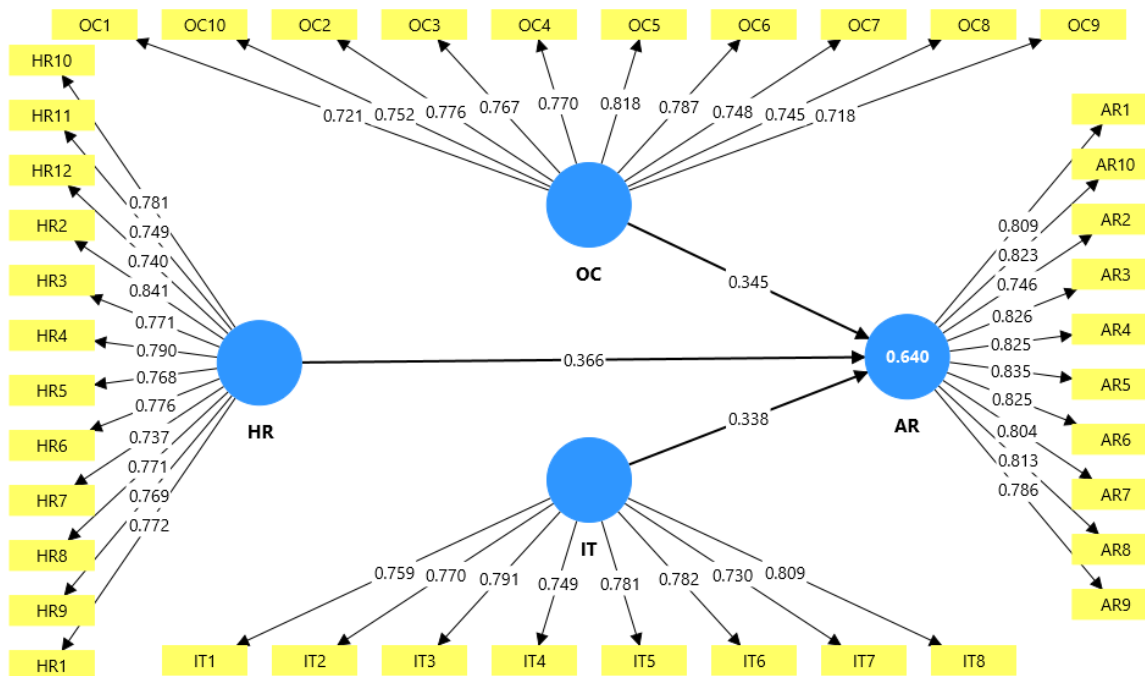 OC1 OC10 OC2 OC3 OC4 OC5 OC6 OC7 OC8 OC9
0.721 0.752 0.776 0.767 0.770 0.818 0.787 0.748 0.745 0.718
HR10
HR11
HR12
HR2
HR3
HR4
HR5
HR6
HR7
HR8
HR9
HR1
0.781
0.749
0.740
0.841
0.771
0.790
0.768
0.776
0.737
0.771
0.769
0.772
HR
OC
0.345
0.366
0.338
0.640
AR
0.809
0.823
0.746
0.826
0.825
0.835
0.825
0.804
0.813
0.786
AR1
AR10
AR2
AR3
AR4
AR5
AR6
AR7
AR8
AR9
IT
0.759 0.770 0.791 0.749 0.781 0.782 0.730 0.809
IT1 IT2 IT3 IT4 IT5 IT6 IT7 IT8